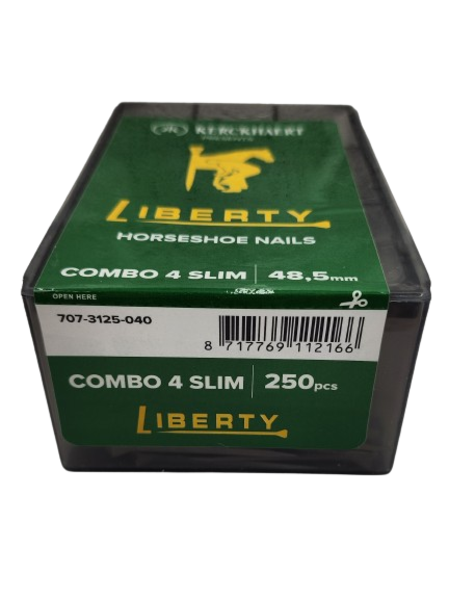 KERCKHAERT
PRESENTS
LIBERTY
HORSESHOE NAILS
COMBO 4 SLIM | 48,5mm
OPEN HERE
707-3125-040
8 717769 112166
COMBO 4 SLIM | 250pcs
LIBERTY